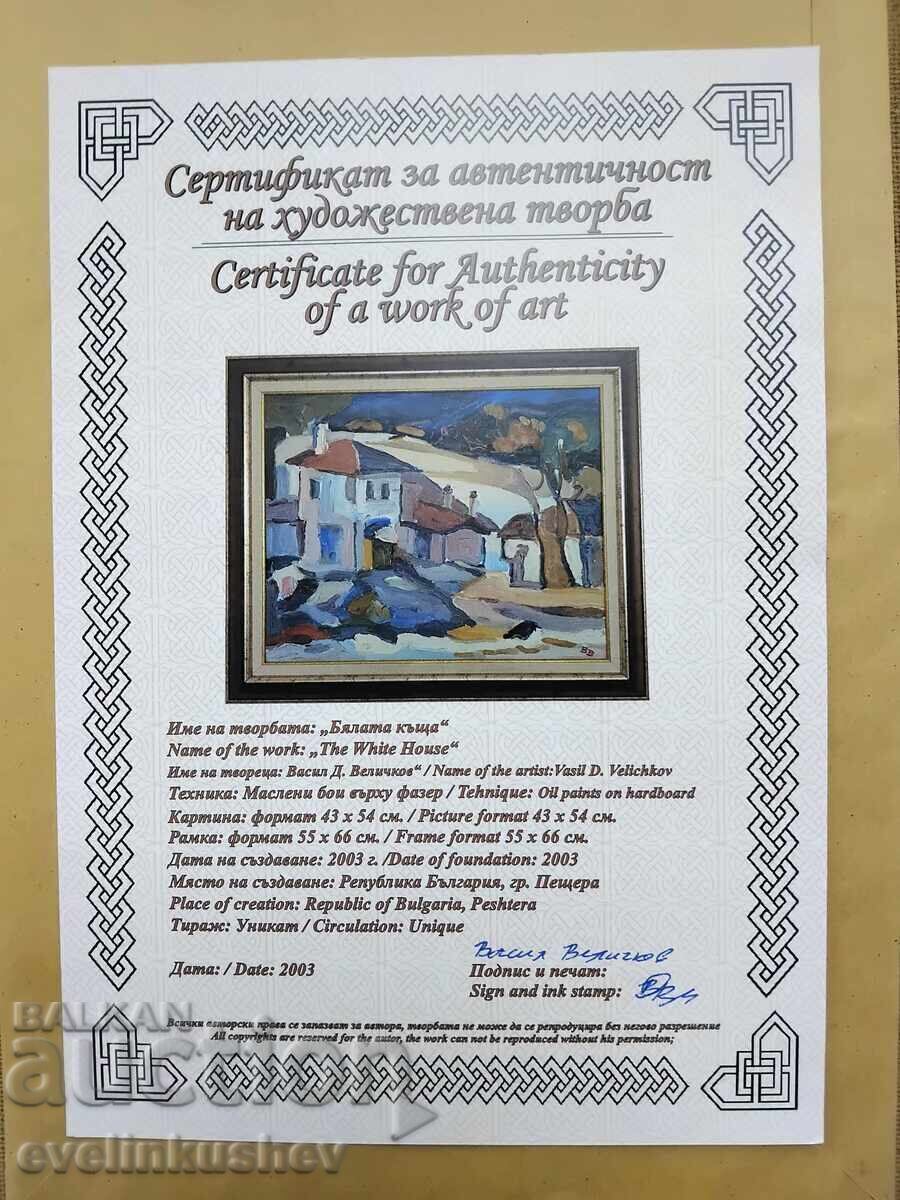 Сертификат за автентичност
на художествена творба
Certificate for Authenticity
of a work of art
ВВ
Име на творбата: „Бялата къща“
Name of the work: „The White House“
Име на твореца: Васил Д. Величков“ / Name of the artist:Vasil D. Velichkov
Техника: Маслени бои върху фазер / Tehnique: Oil paints on hardboard
Картина: формат 43 x 54 см. / Picture format 43 x 54 cm.
Рамка: формат 55 x 66 см. / Frame format 55 x 66 cm.
Дата на създаване: 2003 г. /Date of foundation: 2003
Място на създаване: Република България, гр. Пещера
Place of creation: Republic of Bulgaria, Peshtera
Тираж: Уникат / Circulation: Unique
Васил Величков
Дата: / Date: 2003
Подпис и печат:
Sign and ink stamp:
Всички авторски права се запазват за автора, творбата не може да се репродуцира без негово разрешение
All copyrights are reserved for the autor, the work can not be reproduced without his permission;
BALKAN
auction
evelinkushev